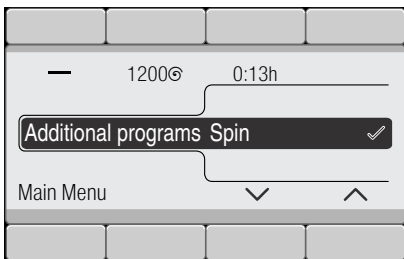 — 1200 0:13h
Additional programs Spin ✓
Main Menu